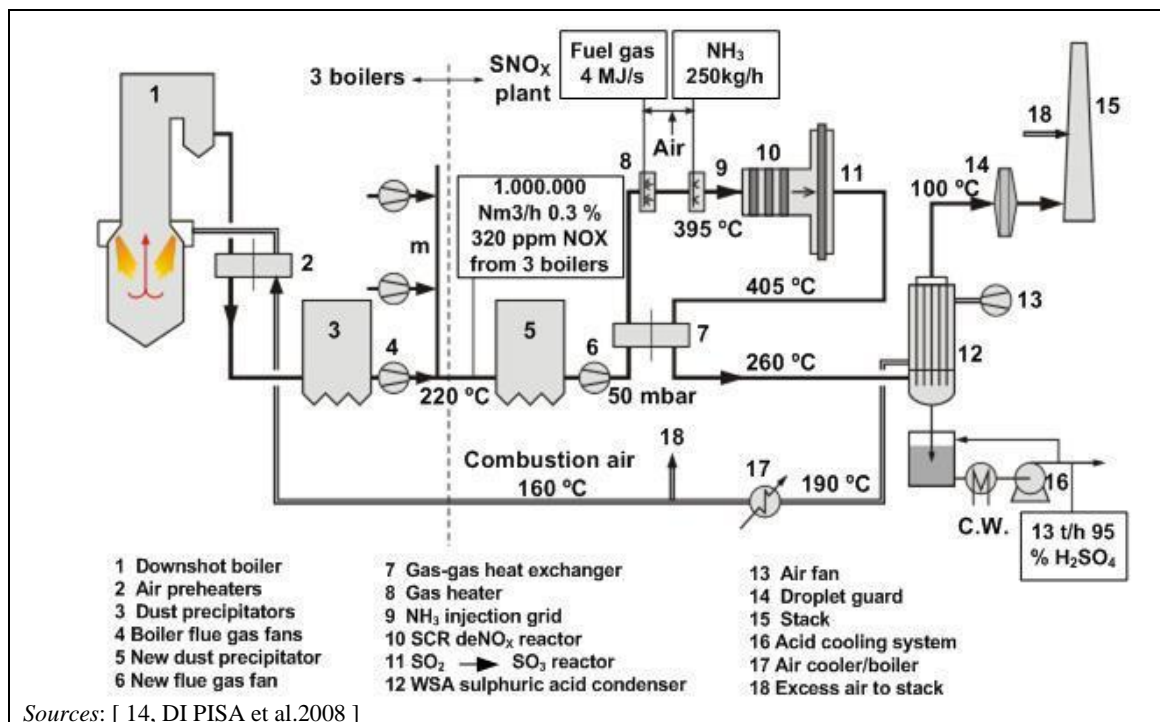 Fuel gas
4 MJ/s
NH3
250kg/h
3 boilers
SNOX
plant
Air
1
2
3
4
m
1.000.000
Nm3/h 0.3 %
320 ppm NOX
from 3 boilers
5
6
7
8
9
10
11
395 ºC
405 ºC
260 ºC
220 ºC
50 mbar
100 ºC
14
18
15
13
12
18
Combustion air
160 ºC
17
190 ºC
16
C.W.
13 t/h 95
% H2SO4
1 Downshot boiler
2 Air preheaters
3 Dust precipitators
4 Boiler flue gas fans
5 New dust precipitator
6 New flue gas fan
7 Gas-gas heat exchanger
8 Gas heater
9 NH3 injection grid
10 SCR deNOX reactor
11 SO2 → SO3 reactor
12 WSA sulphuric acid condenser
13 Air fan
14 Droplet guard
15 Stack
16 Acid cooling system
17 Air cooler/boiler
18 Excess air to stack
Sources: [ 14, DI PISA et al.2008 ]